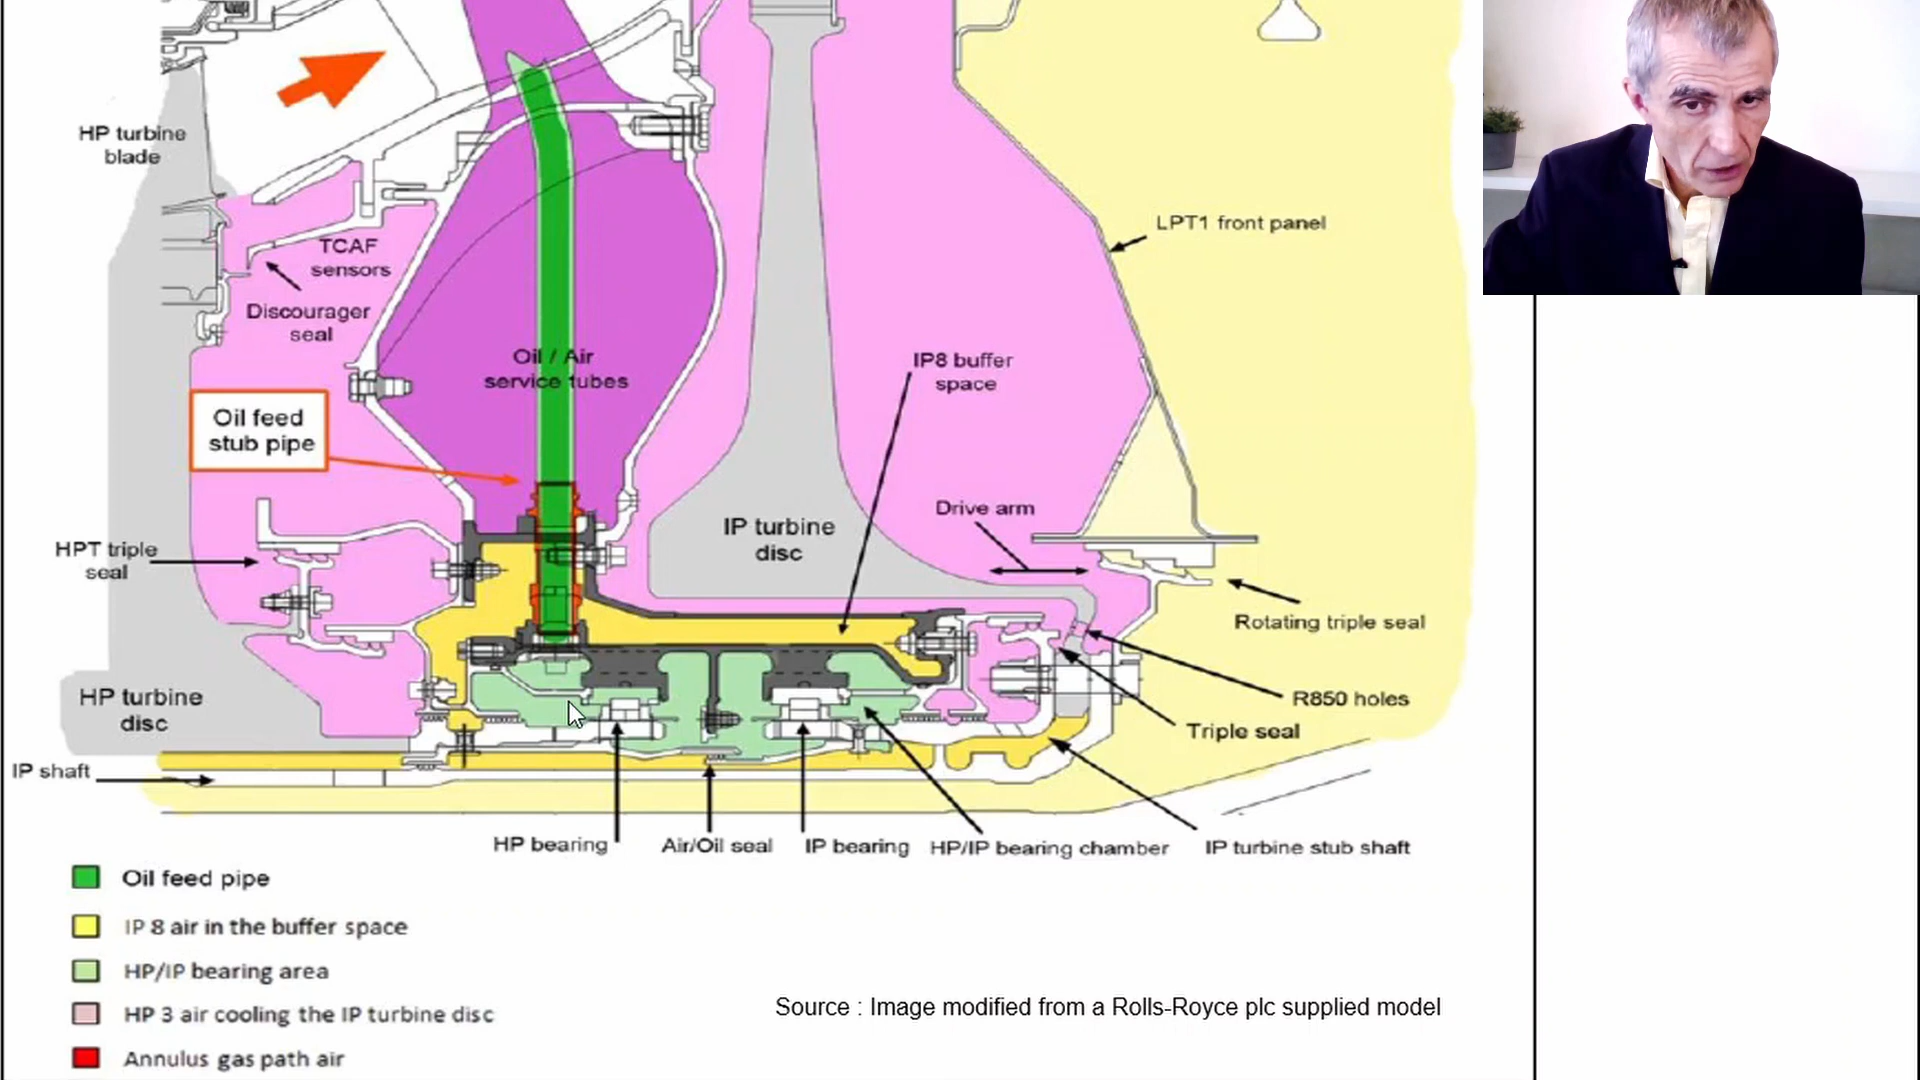 HP turbine
blade
TCAF
sensors
Discourager
seal
LPT1 front panel
Oil / Air
service tubes
IP8 buffer
space
Oil feed
stub pipe
Drive arm
IP turbine
disc
HPT triple
seal
Rotating triple seal
HP turbine
disc
R850 holes
Triple seal
IP shaft
HP bearing
Air/Oil seal
IP bearing
HP/IP bearing chamber
IP turbine stub shaft
Oil feed pipe
IP 8 air in the buffer space
HP/IP bearing area
HP 3 air cooling the IP turbine disc
Annulus gas path air
Source : Image modified from a Rolls-Royce plc supplied model